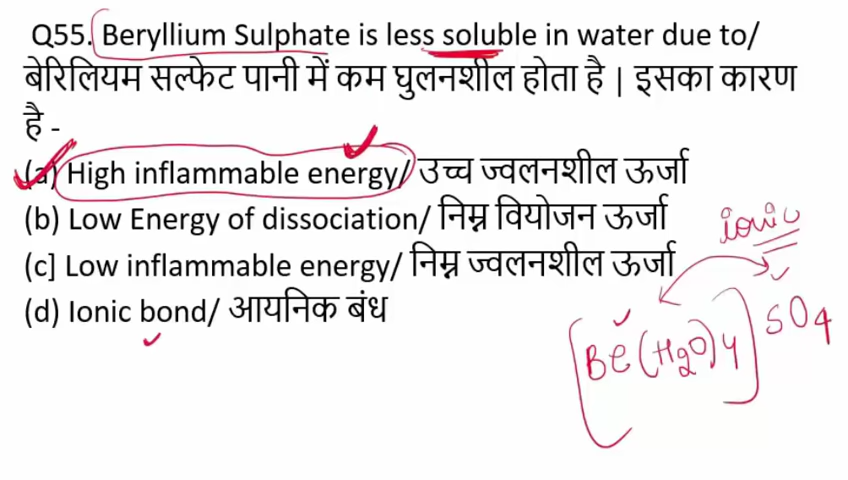 Q55. Beryllium Sulphate is less soluble in water due to/
बेरिलियम सल्फेट पानी में कम घुलनशील होता है | इसका कारण
है -
(a) High inflammable energy/ उच्च ज्वलनशील ऊर्जा
(b) Low Energy of dissociation/ निम्न वियोजन ऊर्जा
(c] Low inflammable energy/ निम्न ज्वलनशील ऊर्जा
(d) Ionic bond/ आयनिक बंध
ionic
[Be(H2O)4]SO4